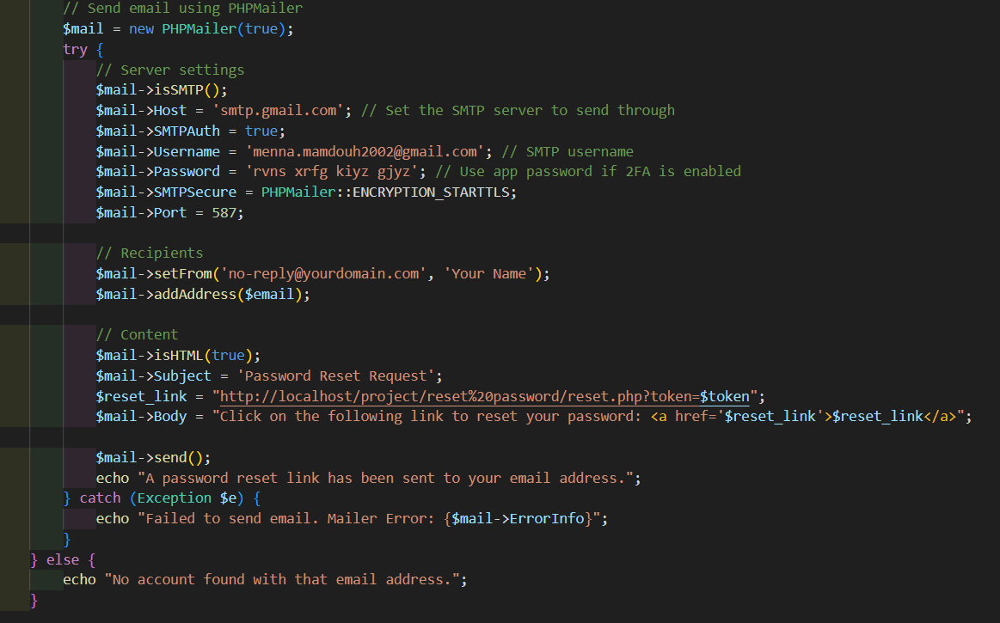 // Send email using PHPMailer
$mail = new PHPMailer(true);
try {
// Server settings
$mail->isSMTP();
$mail->Host = 'smtp.gmail.com'; // Set the SMTP server to send through
$mail->SMTPAuth = true;
$mail->Username = 'menna.mamdouh2002@gmail.com'; // SMTP username
$mail->Password = 'rvns xrfg kiyz gjyz'; // Use app password if 2FA is enabled
$mail->SMTPSecure = PHPMailer::ENCRYPTION_STARTTLS;
$mail->Port = 587;
// Recipients
$mail->setFrom('no-reply@yourdomain.com', 'Your Name');
$mail->addAddress($email);
// Content
$mail->isHTML(true);
$mail->Subject = 'Password Reset Request';
$reset_link = "http://localhost/project/reset%20password/reset.php?token=$token";
$mail->Body = "Click on the following link to reset your password: <a href='$reset_link'>$reset_link</a>";
$mail->send();
echo "A password reset link has been sent to your email address.";
} catch (Exception $e) {
echo "Failed to send email. Mailer Error: {$mail->ErrorInfo}";
}
} else {
echo "No account found with that email address.";
}